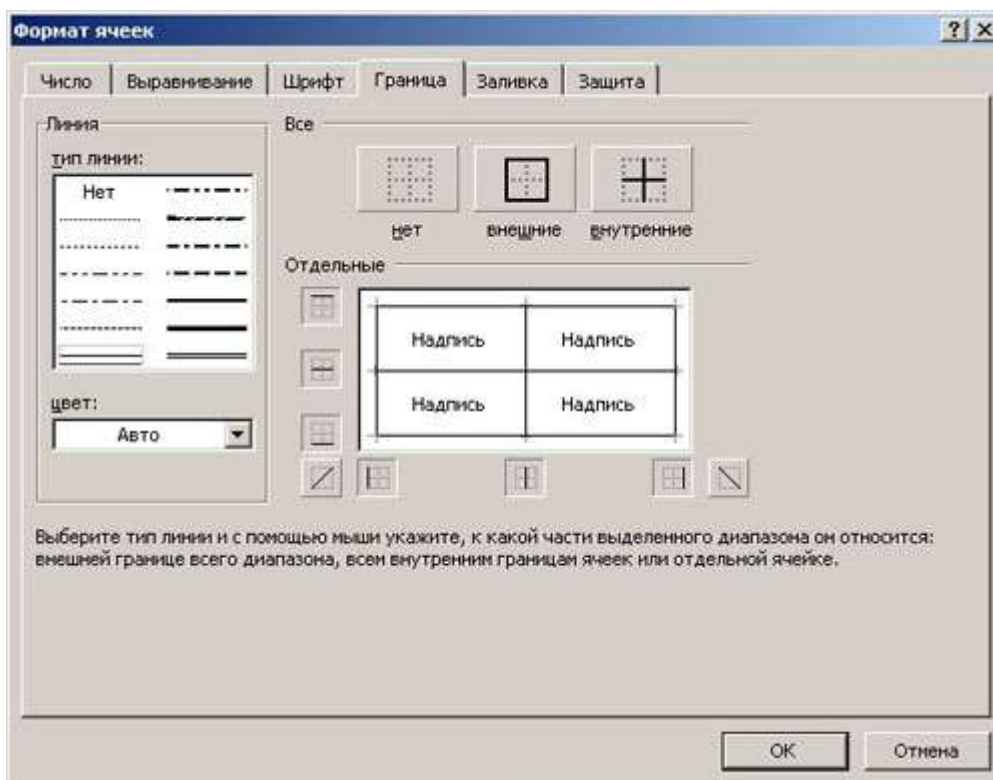 Формат ячеек
Число Выравнивание Шрифт Граница Заливка Защита
Линия
тип линии:
Нет
цвет:
Авто
Все
нет внешние внутренние
Отдельные
Надпись Надпись
Надпись Надпись
Выберите тип линии и с помощью мыши укажите, к какой части выделенного диапазона он относится:
внешней границе всего диапазона, всем внутренним границам ячеек или отдельной ячейке.
ОК Отмена